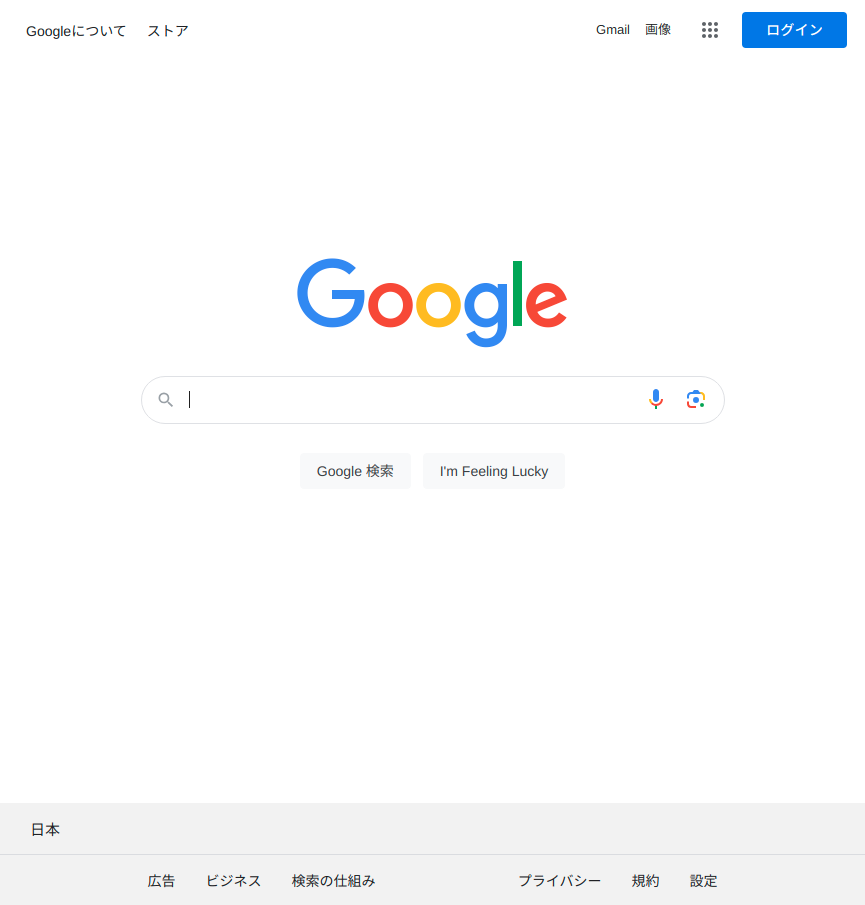 Googleについて ストア Gmail 画像 ログイン
Google
Google 検索 I'm Feeling Lucky
日本
広告 ビジネス 検索の仕組み プライバシー 規約 設定